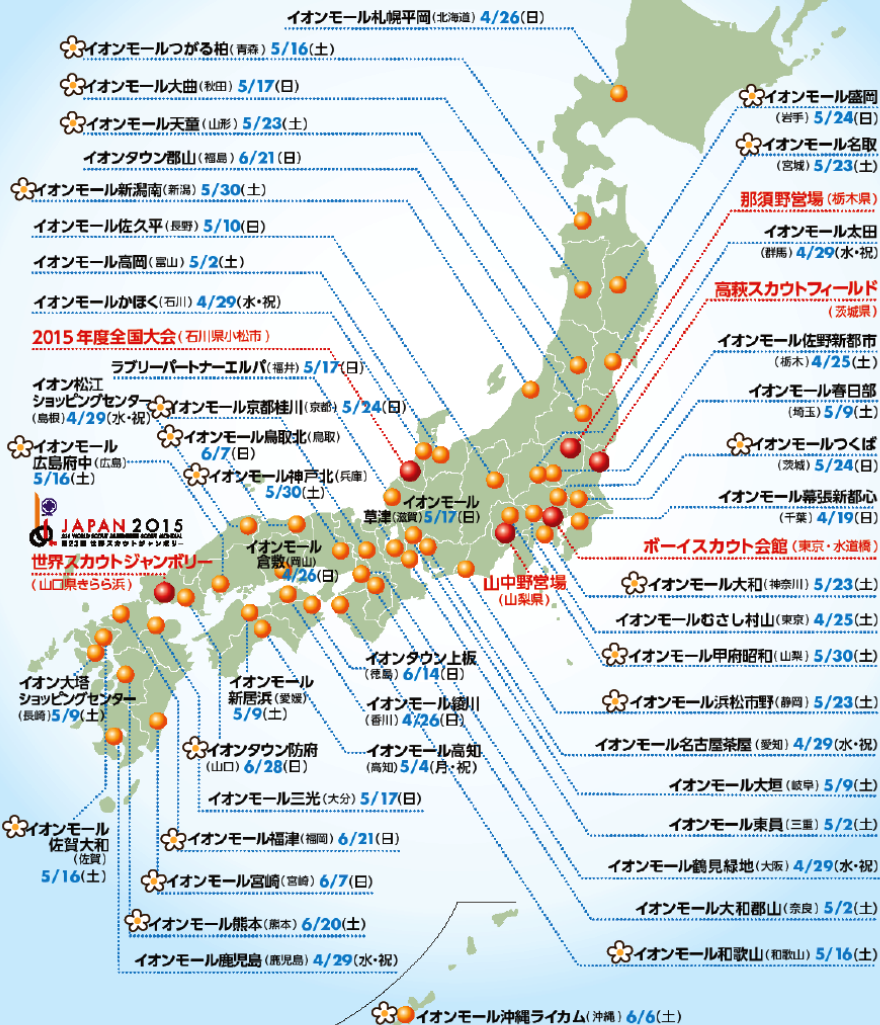 イオンモール札幌平岡(北海道) 4/26(日)
イオンモールつがる柏(青森) 5/16(土)
イオンモール大曲(秋田) 5/17(日)
イオンモール天童(山形) 5/23(土)
イオンタウン郡山(福島) 6/21(日)
イオンモール新潟南(新潟) 5/30(土)
イオンモール佐久平(長野) 5/10(日)
イオンモール高岡(富山) 5/2(土)
イオンモールかほく(石川) 4/29(水・祝)
2015年度全国大会(石川県小松市)
ラブリーパートナーエルパ(福井) 5/17(日)
イオン松江
ショッピングセンター
(島根)4/29(水・祝)
イオンモール京都桂川(京都) 5/24(日)
イオンモール鳥取北(鳥取)
6/7(日)
イオンモール
広島府中(広島)
5/16(土)
イオンモール神戸北(兵庫)
5/30(土)
イオンモール
草津(滋賀)5/17(日)
JAPAN 2015
第23回 世界スカウトジャンボリー
世界スカウトジャンボリー
(山口県きらら浜)
イオンモール
倉敷(岡山)
4/26(日)
イオンモール盛岡
(岩手) 5/24(日)
イオンモール名取
(宮城) 5/23(土)
那須野営場(栃木県)
イオンモール太田
(群馬) 4/29(水・祝)
高萩スカウトフィールド
(茨城県)
イオンモール佐野新都市
(栃木) 4/25(土)
イオンモール春日部
(埼玉) 5/9(土)
イオンモールつくば
(茨城) 5/24(日)
イオンモール幕張新都心
(千葉) 4/19(日)
ボーイスカウト会館(東京・水道橋)
山中野営場
(山梨県)
イオンモール大和(神奈川) 5/23(土)
イオンモールむさし村山(東京) 4/25(土)
イオンモール甲府昭和(山梨) 5/30(土)
イオンモール浜松市野(静岡) 5/23(土)
イオンモール名古屋茶屋(愛知) 4/29(水・祝)
イオンモール大垣(岐阜) 5/9(土)
イオンモール東員(三重) 5/2(土)
イオンモール鶴見緑地(大阪) 4/29(水・祝)
イオンモール大和郡山(奈良) 5/2(土)
イオンモール和歌山(和歌山) 5/16(土)
イオンタウン上板
(徳島) 6/14(日)
イオンモール綾川
(香川)4/26(日)
イオンモール高知
(高知) 5/4(月・祝)
イオンモール
新居浜(愛媛)
5/9(土)
イオン大塔
ショッピングセンター
(長崎)5/9(土)
イオンタウン防府
(山口) 6/28(日)
イオンモール三光(大分) 5/17(日)
イオンモール福津(福岡) 6/21(日)
イオンモール
佐賀大和
(佐賀)
5/16(土)
イオンモール宮崎(宮崎) 6/7(日)
イオンモール熊本(熊本) 6/20(土)
イオンモール鹿児島(鹿児島) 4/29(水・祝)
イオンモール沖縄ライカム(沖縄) 6/6(土)